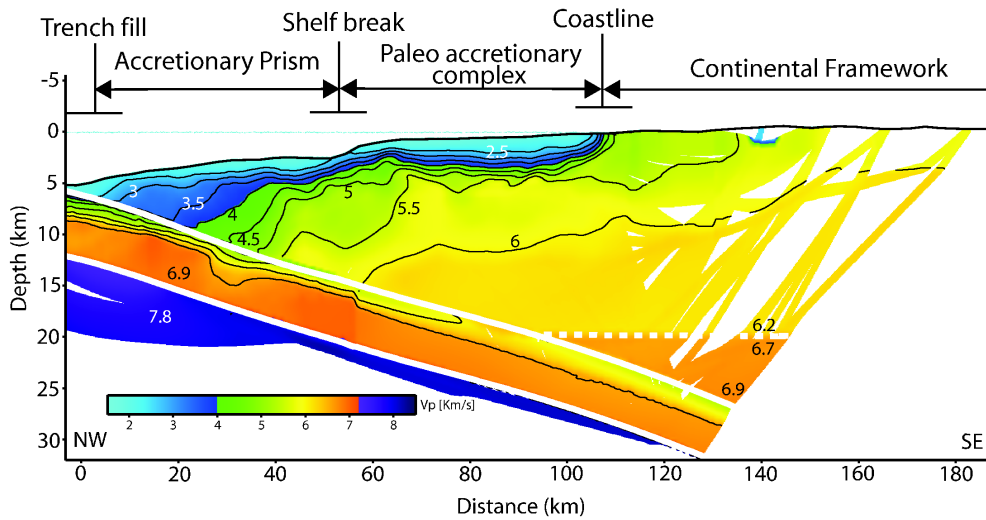 Trench fill
Shelf break
Coastline
Accretionary Prism
Paleo accretionary
complex
Continental Framework
-5
0
5
10
15
20
25
30
Depth (km)
2.5
3
3.5
4
4.5
5
5.5
6
6.9
7.8
6.2
6.7
6.9
Vp [Km/s]
2 3 4 5 6 7 8
NW
SE
0 20 40 60 80 100 120 140 160 180
Distance (km)